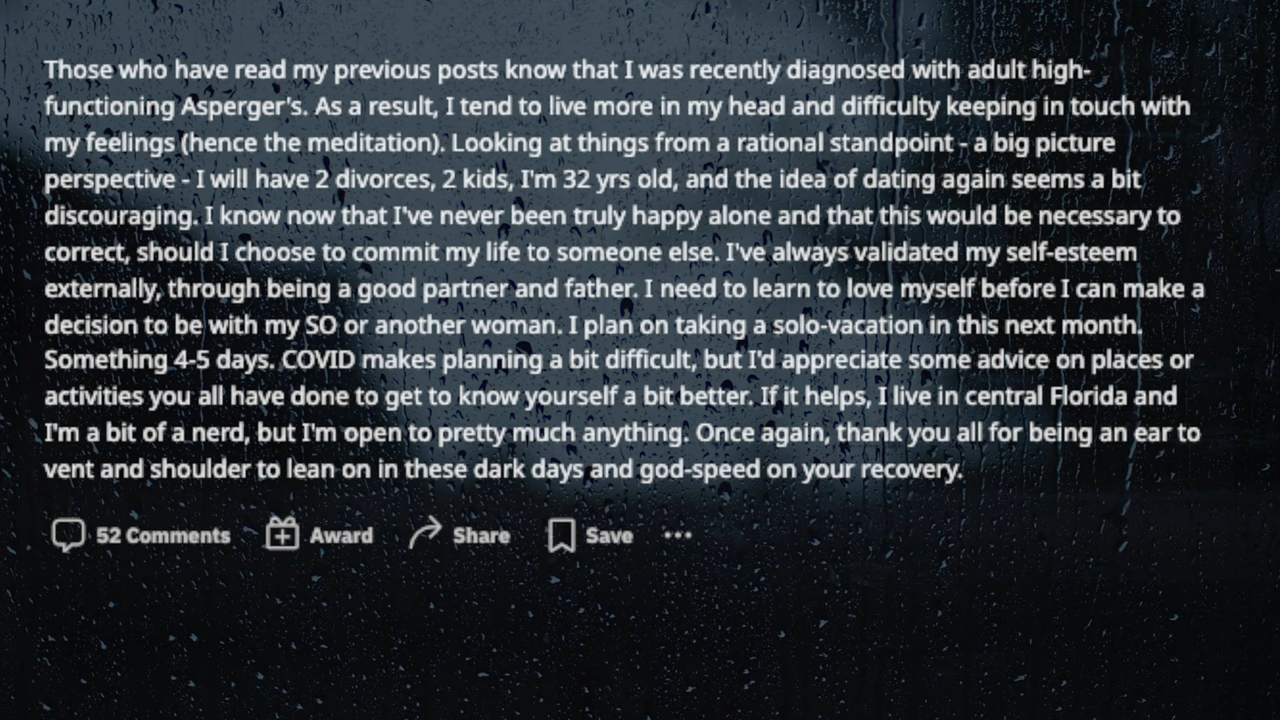 Those who have read my previous posts know that I was recently diagnosed with adult high-
functioning Asperger's. As a result, I tend to live more in my head and difficulty keeping in touch with
my feelings (hence the meditation). Looking at things from a rational standpoint - a big picture
perspective - I will have 2 divorces, 2 kids, I'm 32 yrs old, and the idea of dating again seems a bit
discouraging. I know now that I've never been truly happy alone and that this would be necessary to
correct, should I choose to commit my life to someone else. I've always validated my self-esteem
externally, through being a good partner and father. I need to learn to love myself before I can make a
decision to be with my SO or another woman. I plan on taking a solo-vacation in this next month.
Something 4-5 days. COVID makes planning a bit difficult, but I'd appreciate some advice on places or
activities you all have done to get to know yourself a bit better. If it helps, I live in central Florida and
I'm a bit of a nerd, but I'm open to pretty much anything. Once again, thank you all for being an ear to
vent and shoulder to lean on in these dark days and god-speed on your recovery.
52 Comments Award Share Save ...